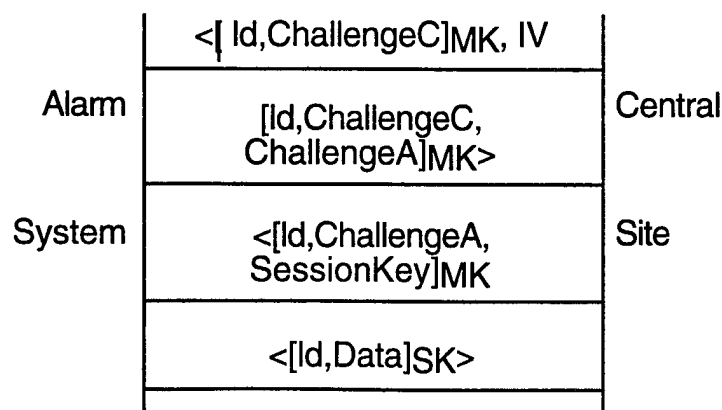 <[ Id,ChallengeC]MK, IV
Alarm
[Id,ChallengeC,
ChallengeA]MK>
Central
System
<[Id,ChallengeA,
SessionKey]MK
Site
<[Id,Data]SK>